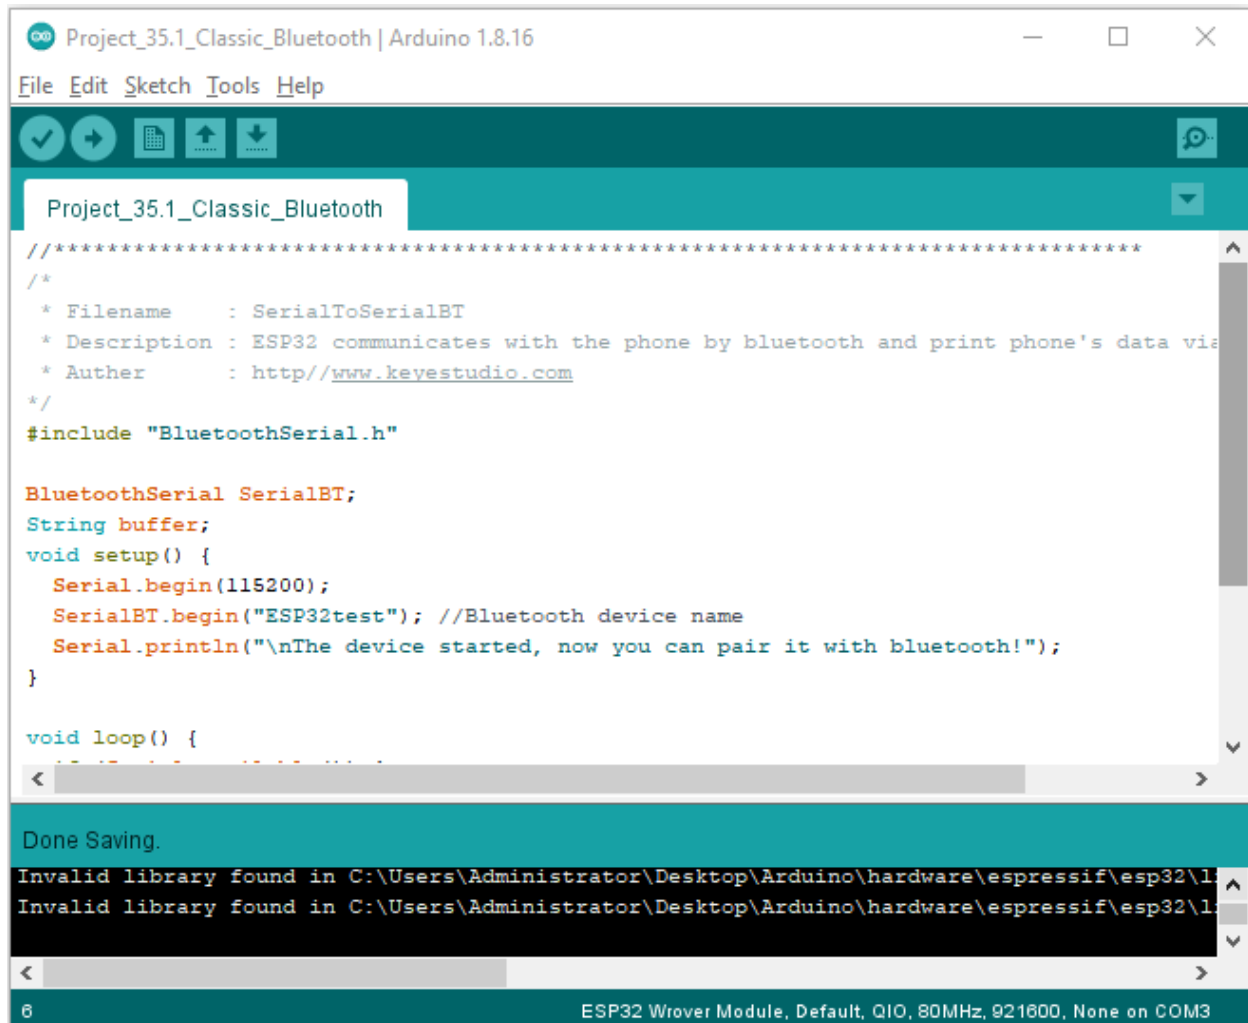 Project_35.1_Classic_Bluetooth | Arduino 1.8.16
File Edit Sketch Tools Help
Project_35.1_Classic_Bluetooth
//**********************************************************************************
/*
 * Filename    : SerialToSerialBT
 * Description : ESP32 communicates with the phone by bluetooth and print phone's data via
 * Auther      : http//www.keyestudio.com
*/
#include "BluetoothSerial.h"

BluetoothSerial SerialBT;
String buffer;
void setup() {
  Serial.begin(115200);
  SerialBT.begin("ESP32test"); //Bluetooth device name
  Serial.println("\nThe device started, now you can pair it with bluetooth!");
}

void loop() {
Done Saving.
Invalid library found in C:\Users\Administrator\Desktop\Arduino\hardware\espressif\esp32\l
Invalid library found in C:\Users\Administrator\Desktop\Arduino\hardware\espressif\esp32\l
6 ESP32 Wrover Module, Default, QIO, 80MHz, 921600, None on COM3